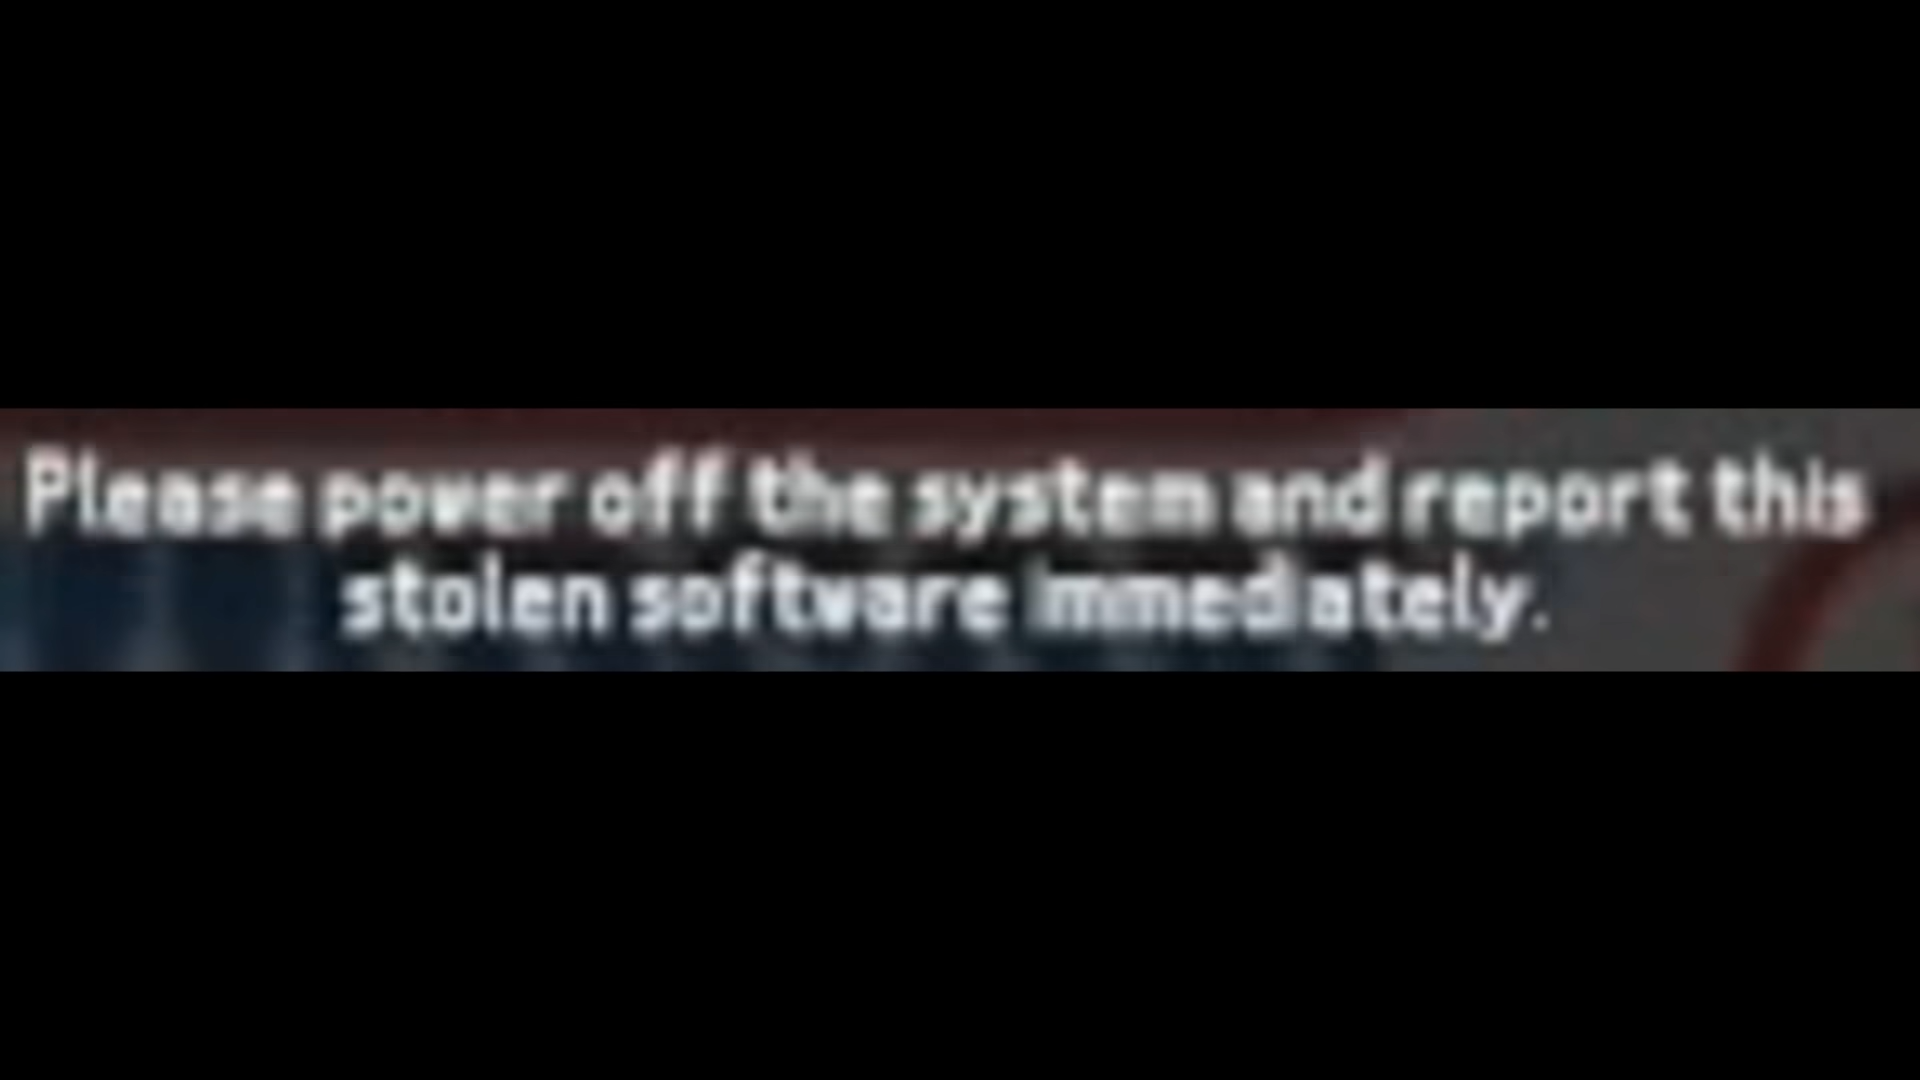 Please power off the system and report this
stolen software immediately.